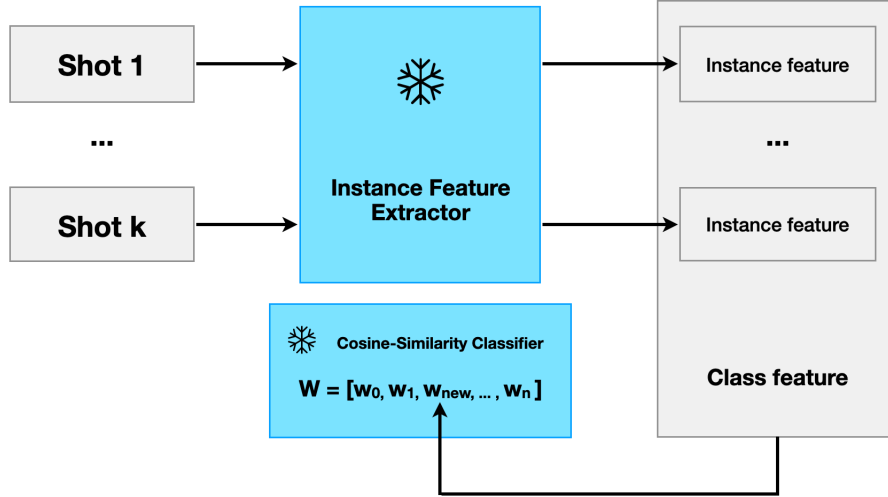 Shot 1
...
Shot k
Instance Feature
Extractor
Instance feature
...
Instance feature
Class feature
Cosine-Similarity Classifier
W = [w₀, w₁, wₙₑw, ... , wₙ ]